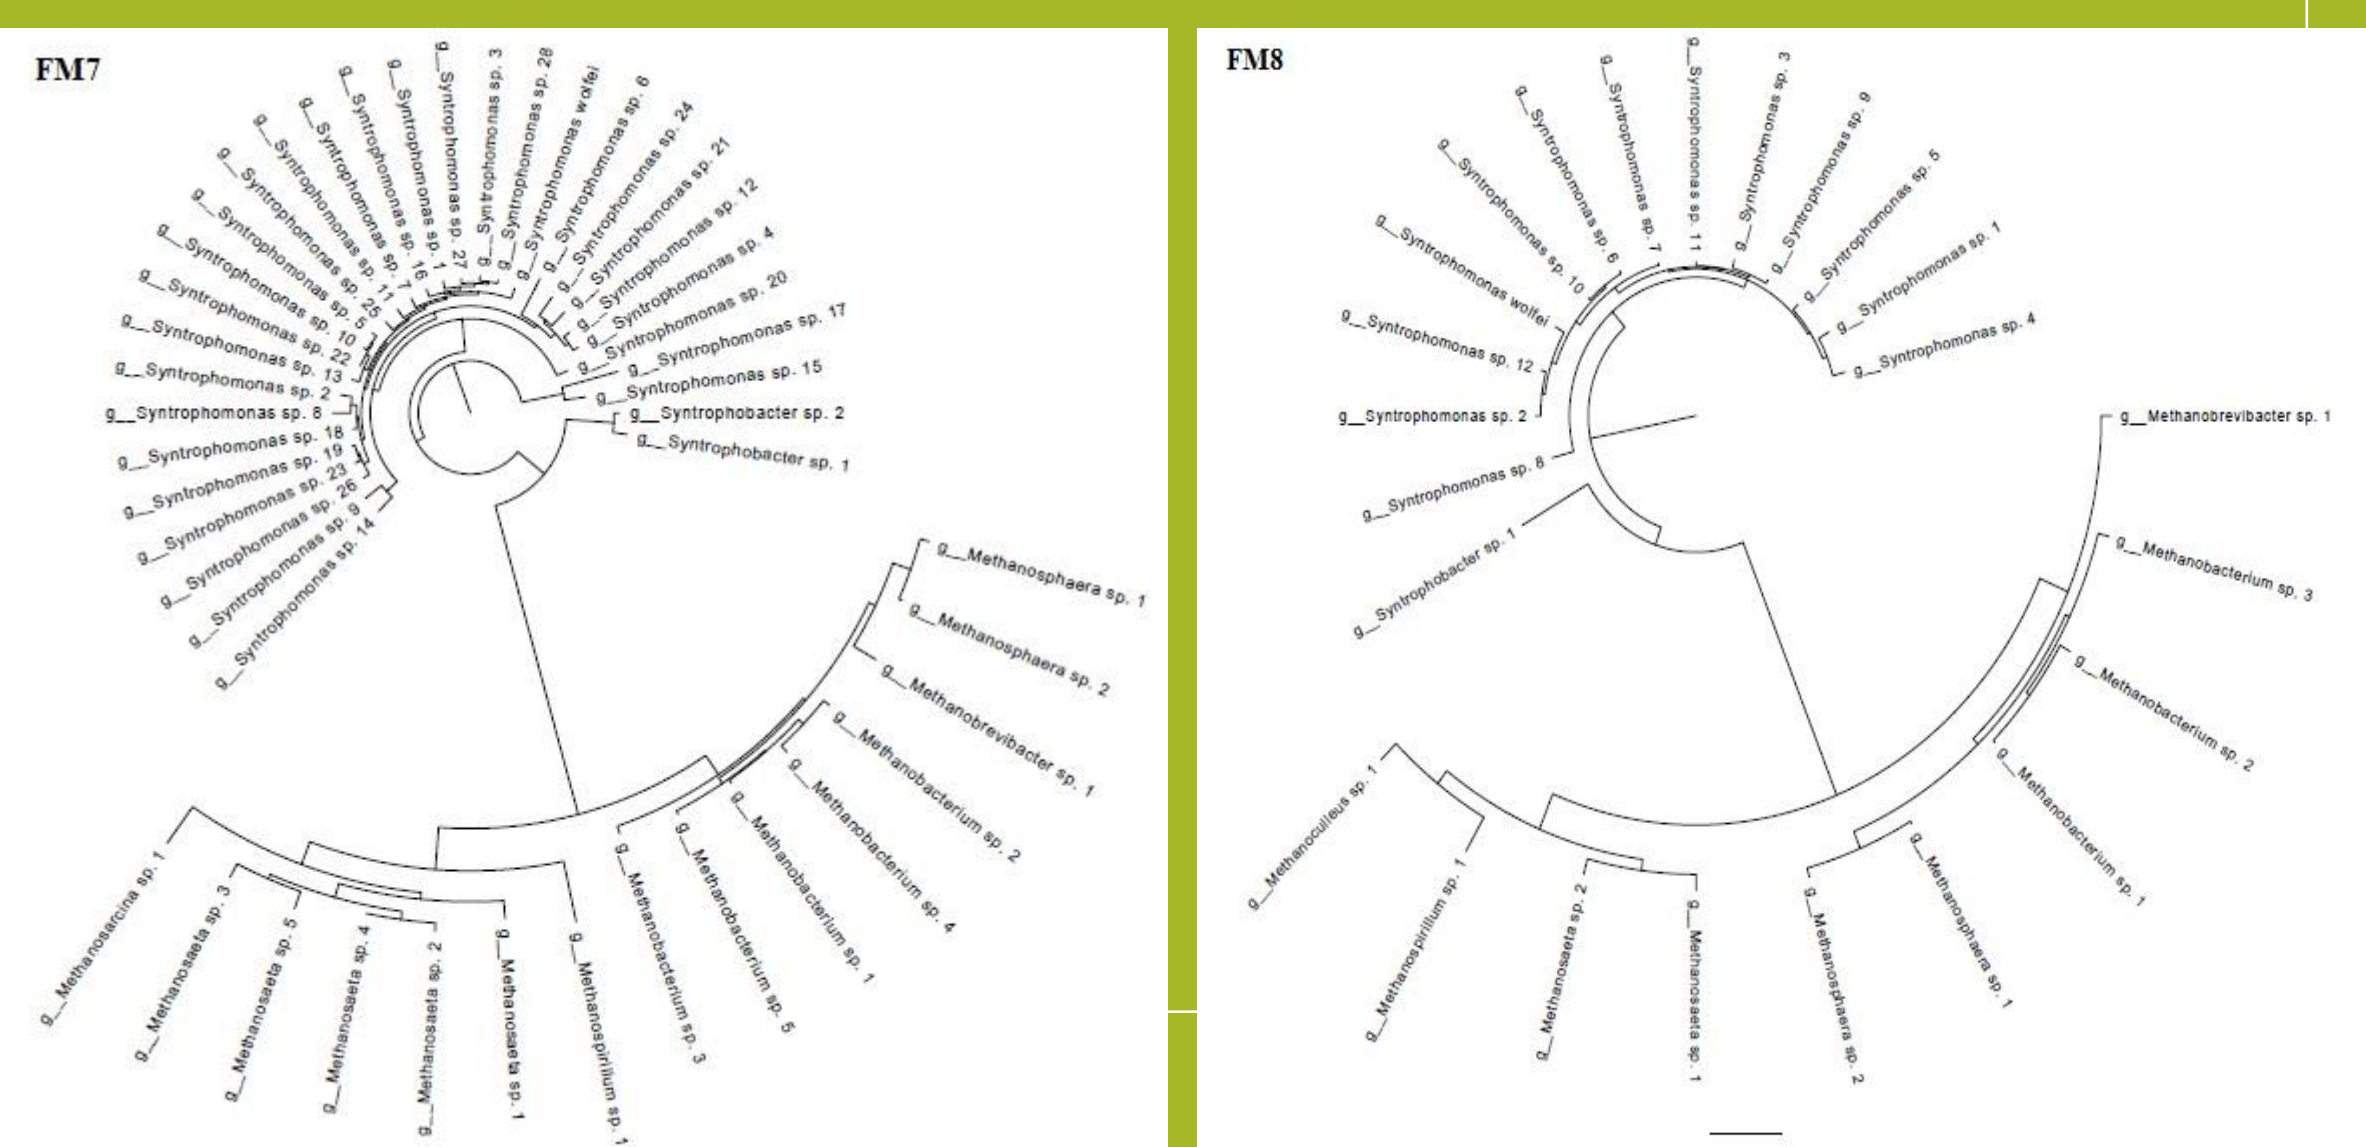 FM7
g__Syntrophomonas sp. 14
g__Syntrophomonas sp. 9
g__Syntrophomonas sp. 26
g__Syntrophomonas sp. 23
g__Syntrophomonas sp. 19
g__Syntrophomonas sp. 18
g__Syntrophomonas sp. 8
g__Syntrophomonas sp. 2
g__Syntrophomonas sp. 13
g__Syntrophomonas sp. 22
g__Syntrophomonas sp. 10
g__Syntrophomonas sp. 5
g__Syntrophomonas sp. 25
g__Syntrophomonas sp. 11
g__Syntrophomonas sp. 7
g__Syntrophomonas sp. 16
g__Syntrophomonas sp. 1
g__Syntrophomonas sp. 27
g__Syntrophomonas sp. 3
g__Syntrophomonas sp. 28
g__Syntrophomonas wolfei
g__Syntrophomonas sp. 6
g__Syntrophomonas sp. 24
g__Syntrophomonas sp. 21
g__Syntrophomonas sp. 12
g__Syntrophomonas sp. 4
g__Syntrophomonas sp. 20
g__Syntrophomonas sp. 17
g__Syntrophomonas sp. 15
g__Syntrophobacter sp. 2
g__Syntrophobacter sp. 1
g__Methanosphaera sp. 1
g__Methanosphaera sp. 2
g__Methanobrevibacter sp. 1
g__Methanobacterium sp. 2
g__Methanobacterium sp. 4
g__Methanobacterium sp. 1
g__Methanobacterium sp. 5
g__Methanobacterium sp. 3
g__Methanospirillum sp. 1
g__Methanosaeta sp. 1
g__Methanosaeta sp. 2
g__Methanosaeta sp. 4
g__Methanosaeta sp. 5
g__Methanosaeta sp. 3
g__Methanosarcina sp. 1
FM8
g__Syntrophobacter sp. 1
g__Syntrophomonas sp. 8
g__Syntrophomonas sp. 2
g__Syntrophomonas sp. 12
g__Syntrophomonas wolfei
g__Syntrophomonas sp. 10
g__Syntrophomonas sp. 6
g__Syntrophomonas sp. 7
g__Syntrophomonas sp. 11
g__Syntrophomonas sp. 3
g__Syntrophomonas sp. 9
g__Syntrophomonas sp. 5
g__Syntrophomonas sp. 1
g__Syntrophomonas sp. 4
g__Methanobrevibacter sp. 1
g__Methanobacterium sp. 3
g__Methanobacterium sp. 2
g__Methanobacterium sp. 1
g__Methanosphaera sp. 1
g__Methanosphaera sp. 2
g__Methanosaeta sp. 1
g__Methanosaeta sp. 2
g__Methanospirillum sp. 1
g__Methanoculleus sp. 1